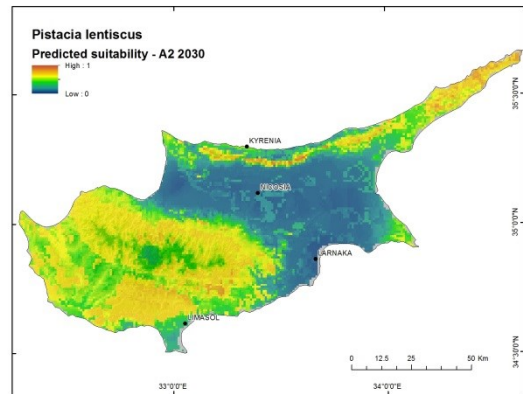 Pistacia lentiscus
Predicted suitability - A2 2030
High : 1
Low : 0
KYRENIA
NICOSIA
LARNAKA
LIMASOL
35°30'0"N
35°0'0"N
34°30'0"N
0 12.5 25 50 Km
33°0'0"E 34°0'0"E